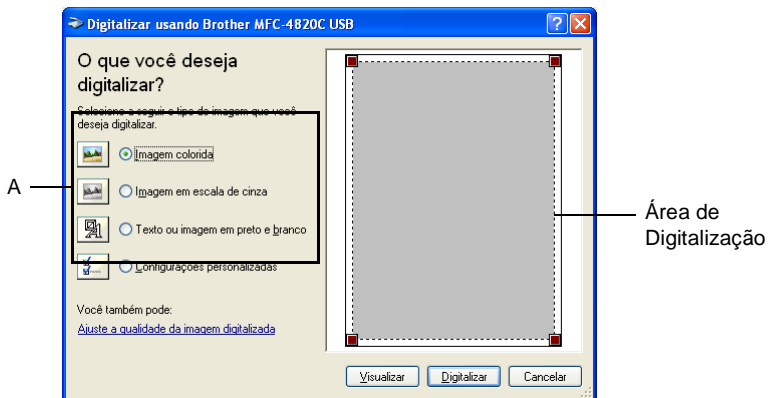 Digitalizar usando Brother MFC-4820C USB
O que você deseja
digitalizar?
Selecione a seguir o tipo de imagem que você
deseja digitalizar.
Imagem colorida
Imagem em escala de cinza
Texto ou imagem em preto e branco
Configurações personalizadas
Você também pode:
Ajuste a qualidade da imagem digitalizada
Visualizar
Digitalizar
Cancelar
A
Área de
Digitalização